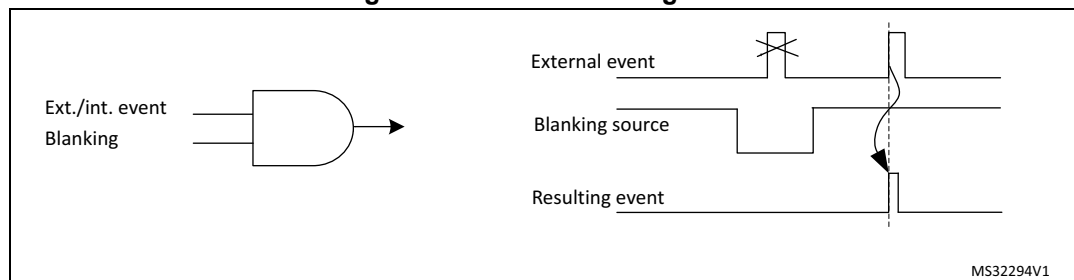 External event
Ext./int. event
Blanking source
Blanking
Resulting event
MS32294V1